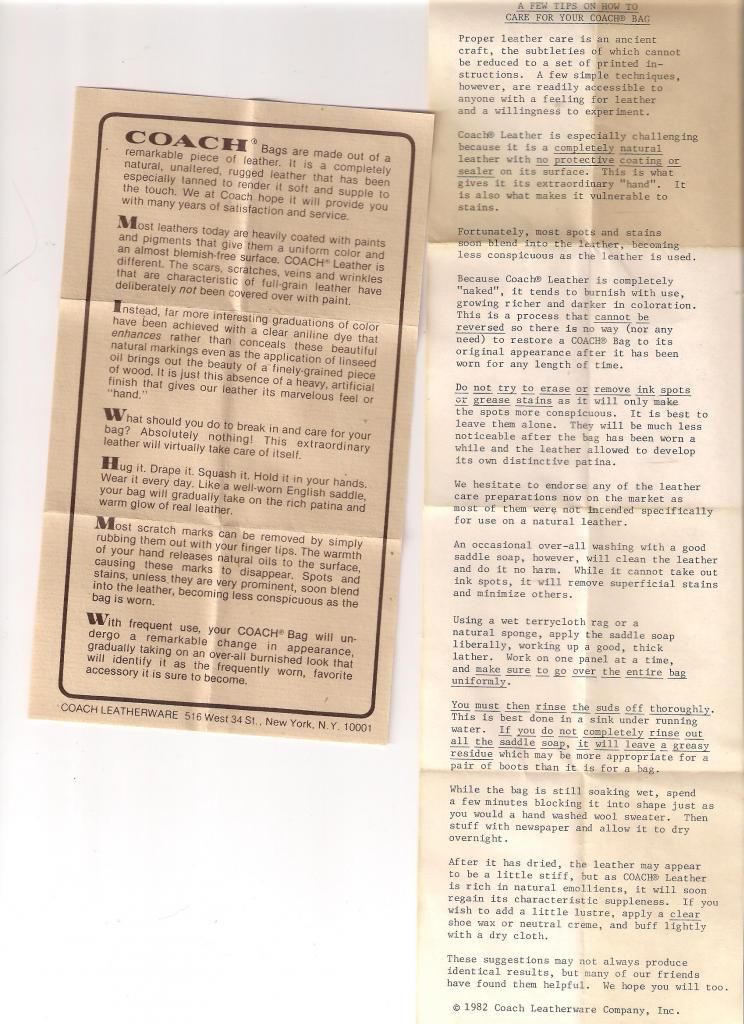 COACH® Bags are made out of a
remarkable piece of leather. It is a completely
natural, unaltered, rugged leather that has been
especially tanned to render it soft and supple to
the touch. We at Coach hope it will provide you
with many years of satisfaction and service.
Most leathers today are heavily coated with paints
and pigments that give them a uniform color and
an almost blemish-free surface. COACH® Leather is
different. The scars, scratches, veins and wrinkles
that are characteristic of full-grain leather have
deliberately not been covered over with paint.
Instead, far more interesting graduations of color
have been achieved with a clear aniline dye that
enhances rather than conceals these beautiful
natural markings even as the application of linseed
oil brings out the beauty of a finely-grained piece
of wood. It is just this absence of a heavy, artificial
finish that gives our leather its marvelous feel or
"hand."
What should you do to break in and care for your
bag? Absolutely nothing! This extraordinary
leather will virtually take care of itself.
Hug it. Drape it. Squash it. Hold it in your hands.
Wear it every day. Like a well-worn English saddle,
your bag will gradually take on the rich patina and
warm glow of real leather.
Most scratch marks can be removed by simply
rubbing them out with your finger tips. The warmth
of your hand releases natural oils to the surface,
causing these marks to disappear. Spots and
stains, unless they are very prominent, soon blend
into the leather, becoming less conspicuous as the
bag is worn.
With frequent use, your COACH® Bag will un-
dergo a remarkable change in appearance,
gradually taking on an over-all burnished look that
will identify it as the frequently worn, favorite
accessory it is sure to become.
COACH LEATHERWARE 516 West 34 St., New York, N.Y. 10001
A FEW TIPS ON HOW TO
CARE FOR YOUR COACH® BAG
Proper leather care is an ancient
craft, the subtleties of which cannot
be reduced to a set of printed in-
structions. A few simple techniques,
however, are readily accessible to
anyone with a feeling for leather
and a willingness to experiment.
Coach® Leather is especially challenging
because it is a completely natural
leather with no protective coating or
sealer on its surface. This is what
gives it its extraordinary "hand". It
is also what makes it vulnerable to
stains.
Fortunately, most spots and stains
soon blend into the leather, becoming
less conspicuous as the leather is used.
Because Coach® Leather is completely
"naked", it tends to burnish with use,
growing richer and darker in coloration.
This is a process that cannot be
reversed so there is no way (nor any
need) to restore a COACH® Bag to its
original appearance after it has been
worn for any length of time.
Do not try to erase or remove ink spots
or grease stains as it will only make
the spots more conspicuous. It is best to
leave them alone. They will be much less
noticeable after the bag has been worn a
while and the leather allowed to develop
its own distinctive patina.
We hesitate to endorse any of the leather
care preparations now on the market as
most of them were not intended specifically
for use on a natural leather.
An occasional over-all washing with a good
saddle soap, however, will clean the leather
and do it no harm. While it cannot take out
ink spots, it will remove superficial stains
and minimize others.
Using a wet terrycloth rag or a
natural sponge, apply the saddle soap
liberally, working up a good, thick
lather. Work on one panel at a time,
and make sure to go over the entire bag
uniformly.
You must then rinse the suds off thoroughly.
This is best done in a sink under running
water. If you do not completely rinse out
all the saddle soap, it will leave a greasy
residue which may be more appropriate for a
pair of boots than it is for a bag.
While the bag is still soaking wet, spend
a few minutes blocking it into shape just as
you would a hand washed wool sweater. Then
stuff with newspaper and allow it to dry
overnight.
After it has dried, the leather may appear
to be a little stiff, but as COACH® Leather
is rich in natural emollients, it will soon
regain its characteristic suppleness. If you
wish to add a little lustre, apply a clear
shoe wax or neutral creme, and buff lightly
with a dry cloth.
These suggestions may not always produce
identical results, but many of our friends
have found them helpful. We hope you will too.
© 1982 Coach Leatherware Company, Inc.